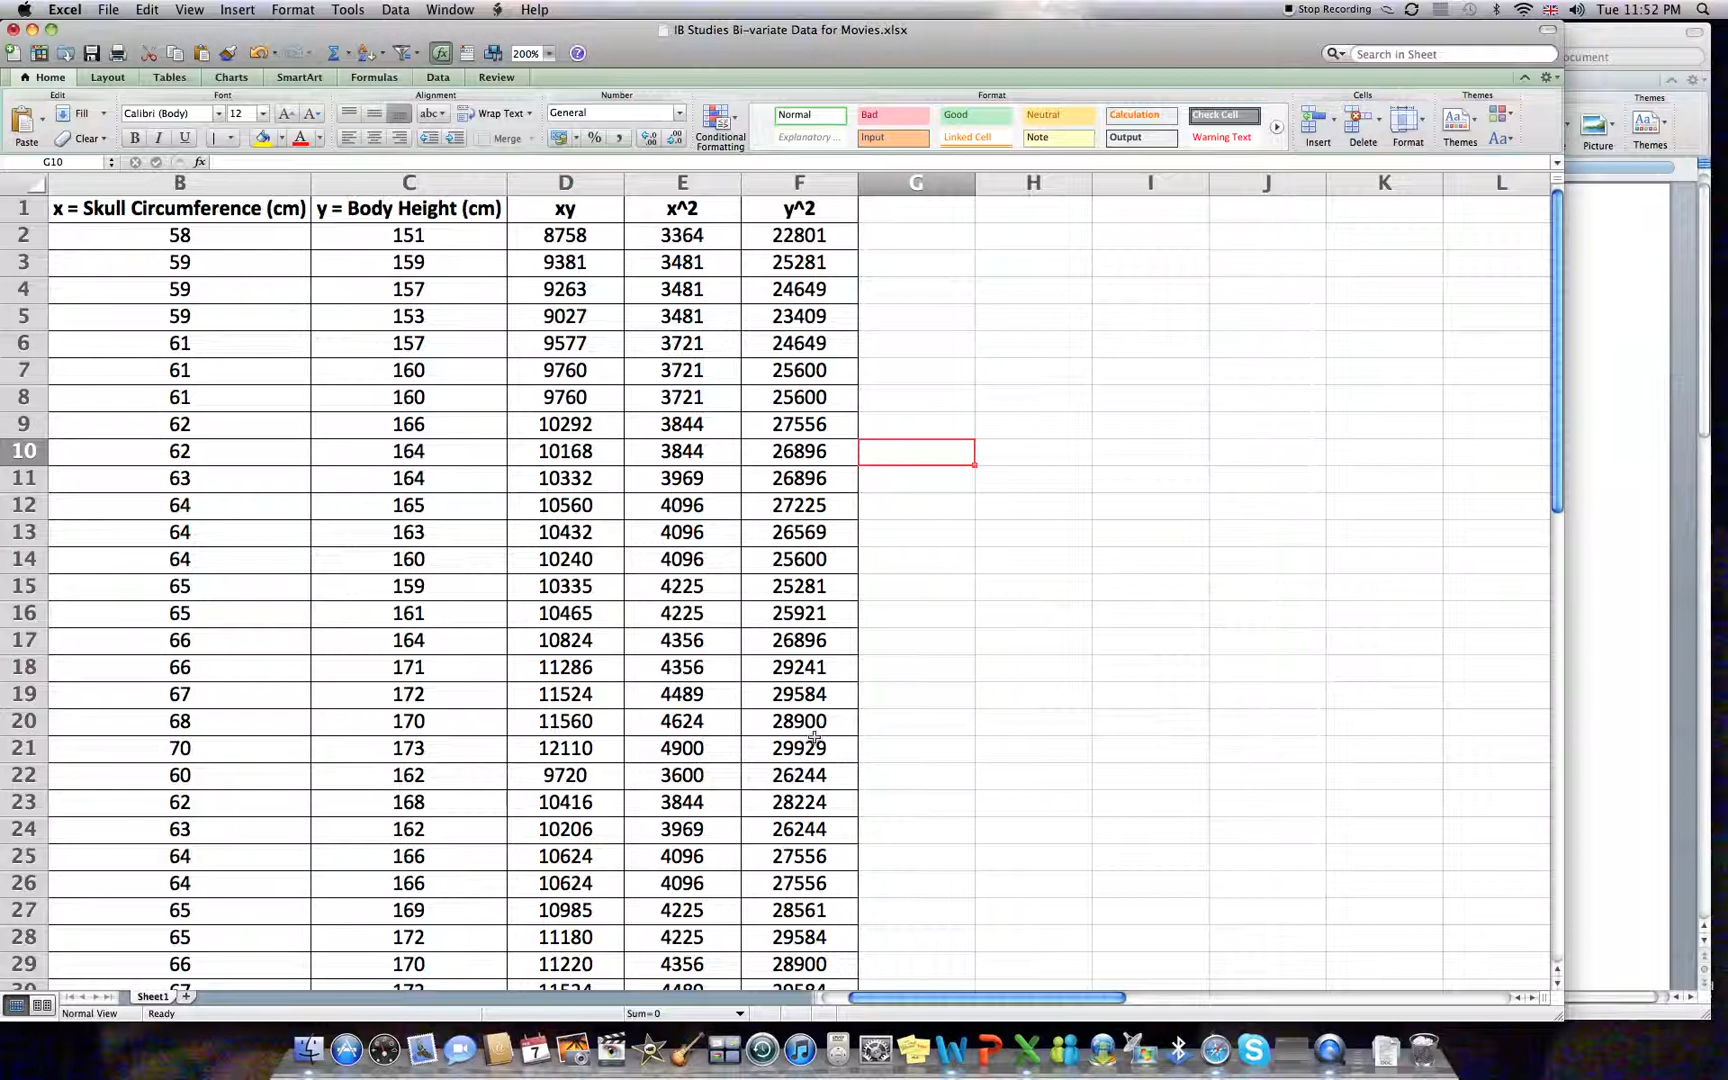 Excel File Edit View Insert Format Tools Data Window Help Stop Recording Tue 11:52 PM
IB Studies Bi-variate Data for Movies.xlsx
200% Search in Sheet ocument
Home Layout Tables Charts SmartArt Formulas Data Review
Edit Font Alignment Number Format Cells Themes Themes
Fill Calibri (Body) 12 A A abc Wrap Text General Normal Bad Good Neutral Calculation Check Cell
Paste Clear B I U A Merge % Conditional Formatting Explanatory ... Input Linked Cell Note Output Warning Text Insert Delete Format Themes Aa Picture Themes
G10 fx
B C D E F G H I J K L
1 x = Skull Circumference (cm) y = Body Height (cm) xy x^2 y^2
2 58 151 8758 3364 22801
3 59 159 9381 3481 25281
4 59 157 9263 3481 24649
5 59 153 9027 3481 23409
6 61 157 9577 3721 24649
7 61 160 9760 3721 25600
8 61 160 9760 3721 25600
9 62 166 10292 3844 27556
10 62 164 10168 3844 26896
11 63 164 10332 3969 26896
12 64 165 10560 4096 27225
13 64 163 10432 4096 26569
14 64 160 10240 4096 25600
15 65 159 10335 4225 25281
16 65 161 10465 4225 25921
17 66 164 10824 4356 26896
18 66 171 11286 4356 29241
19 67 172 11524 4489 29584
20 68 170 11560 4624 28900
21 70 173 12110 4900 29929
22 60 162 9720 3600 26244
23 62 168 10416 3844 28224
24 63 162 10206 3969 26244
25 64 166 10624 4096 27556
26 64 166 10624 4096 27556
27 65 169 10985 4225 28561
28 65 172 11180 4225 29584
29 66 170 11220 4356 28900
30 67 172 11524 4489 29584
Sheet1
Normal View Ready Sum=0